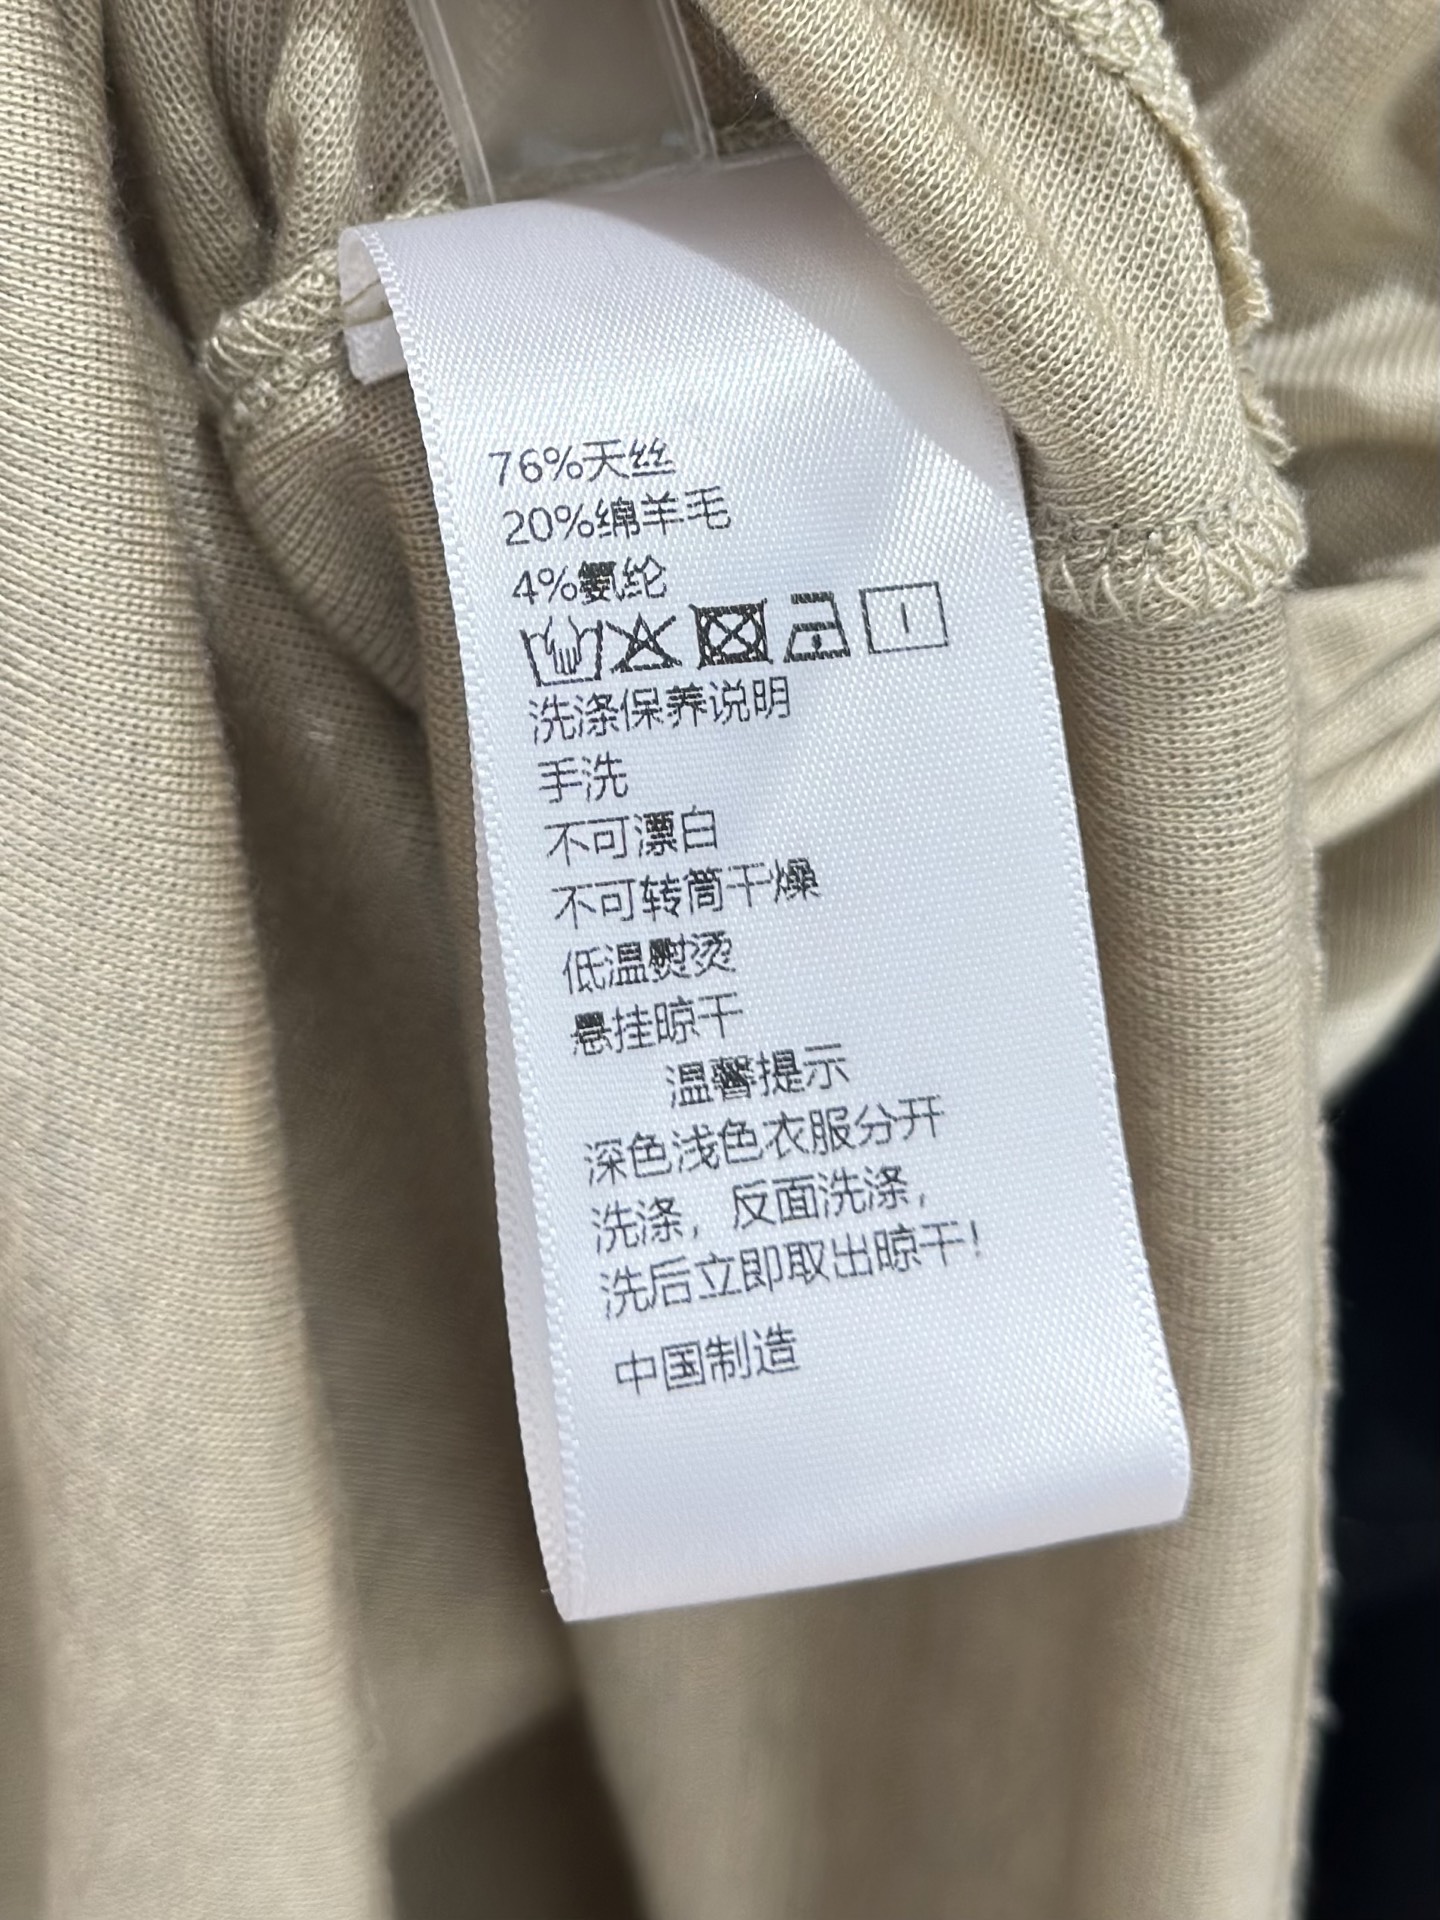 76%天丝
20%绵羊毛
4%氨纶
洗涤保养说明
手洗
不可漂白
不可转筒干燥
低温熨烫
悬挂晾干
温馨提示
深色浅色衣服分开
洗涤，反面洗涤，
洗后立即取出晾干！
中国制造